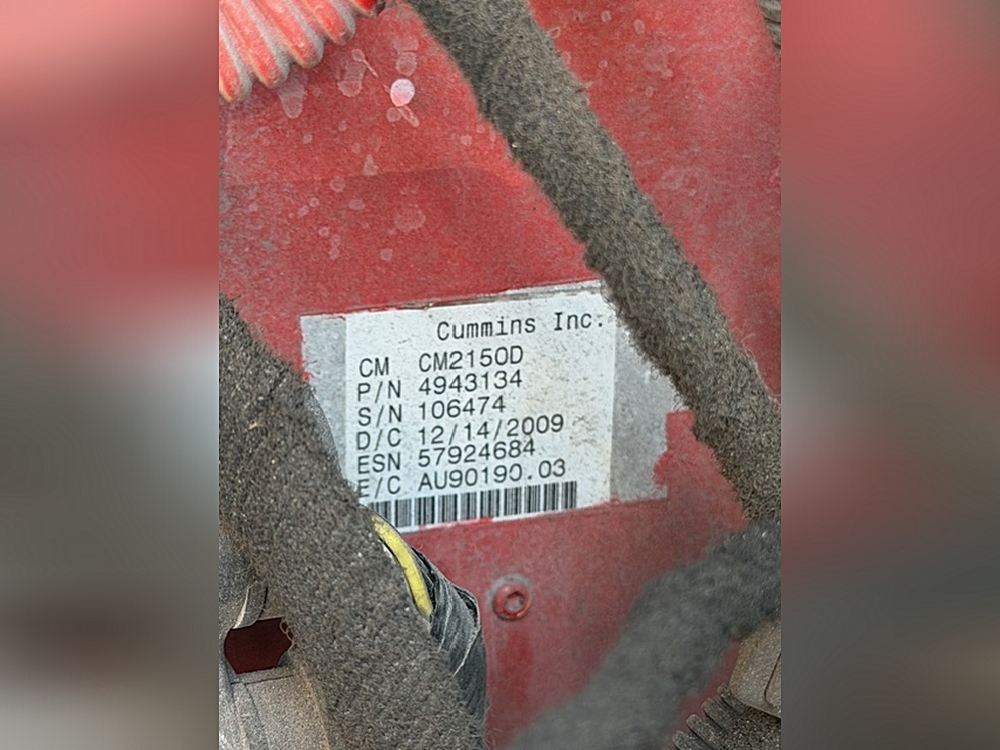 Cummins Inc.
CM CM2150D
P/N 4943134
S/N 106474
D/C 12/14/2009
ESN 57924684
E/C AU90190.03